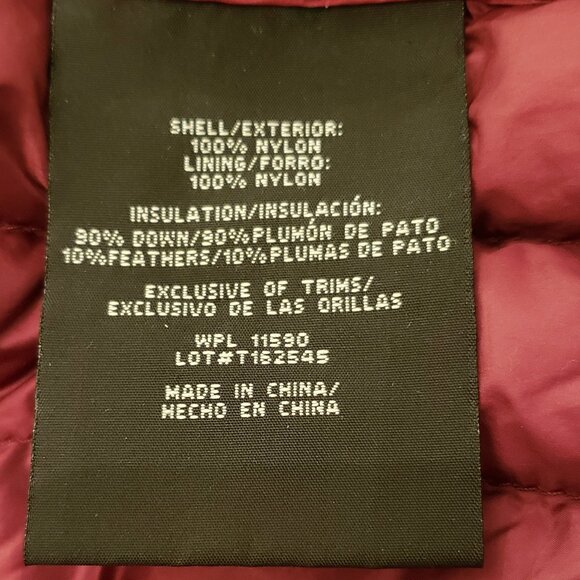 SHELL/EXTERIOR:
100% NYLON
LINING/FORRO:
100% NYLON
INSULATION/INSULACIÓN:
90% DOWN/90% PLUMÓN DE PATO
10% FEATHERS/10% PLUMAS DE PATO
EXCLUSIVE OF TRIMS/
EXCLUSIVO DE LAS ORILLAS
WPL 11590
LOT#T162545
MADE IN CHINA/
HECHO EN CHINA